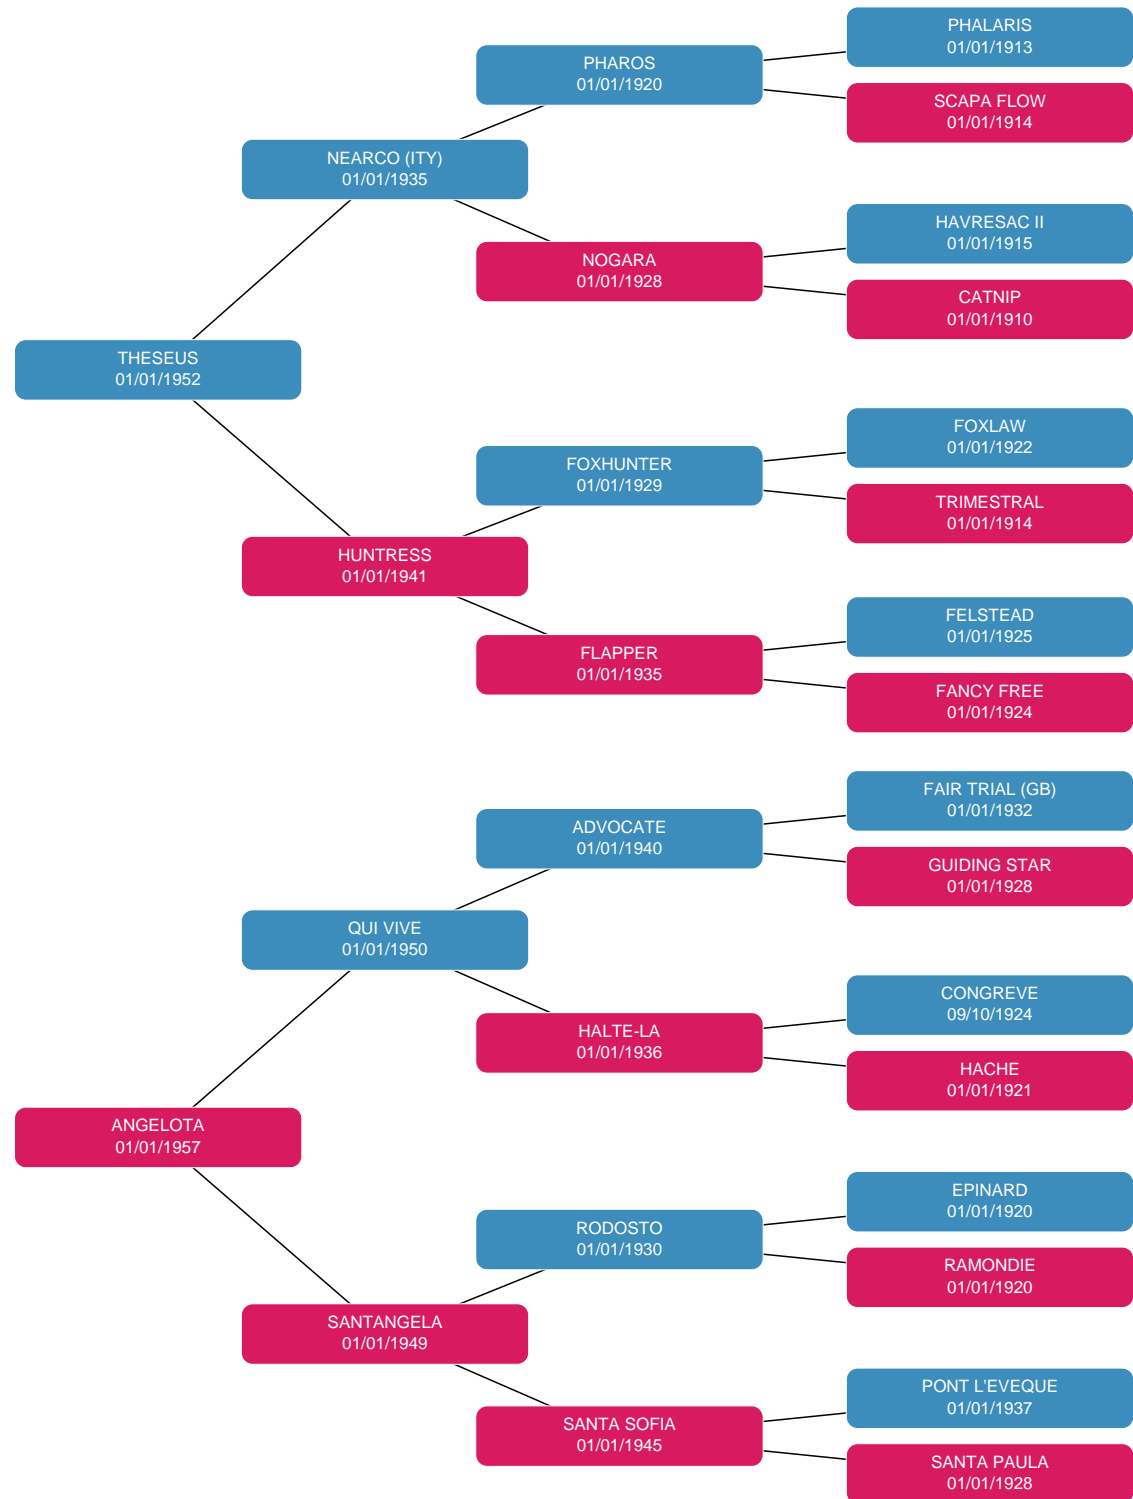 PHALARIS
01/01/1913
PHAROS
01/01/1920
SCAPA FLOW
01/01/1914
NEARCO (ITY)
01/01/1935
HAVRESAC II
01/01/1915
NOGARA
01/01/1928
CATNIP
01/01/1910
THESEUS
01/01/1952
FOXLAW
01/01/1922
FOXHUNTER
01/01/1929
TRIMESTRAL
01/01/1914
HUNTRESS
01/01/1941
FELSTEAD
01/01/1925
FLAPPER
01/01/1935
FANCY FREE
01/01/1924
FAIR TRIAL (GB)
01/01/1932
ADVOCATE
01/01/1940
GUIDING STAR
01/01/1928
QUI VIVE
01/01/1950
CONGREVE
09/10/1924
HALTE-LA
01/01/1936
HACHE
01/01/1921
ANGELOTA
01/01/1957
EPINARD
01/01/1920
RODOSTO
01/01/1930
RAMONDIE
01/01/1920
SANTANGELA
01/01/1949
PONT L'EVEQUE
01/01/1937
SANTA SOFIA
01/01/1945
SANTA PAULA
01/01/1928